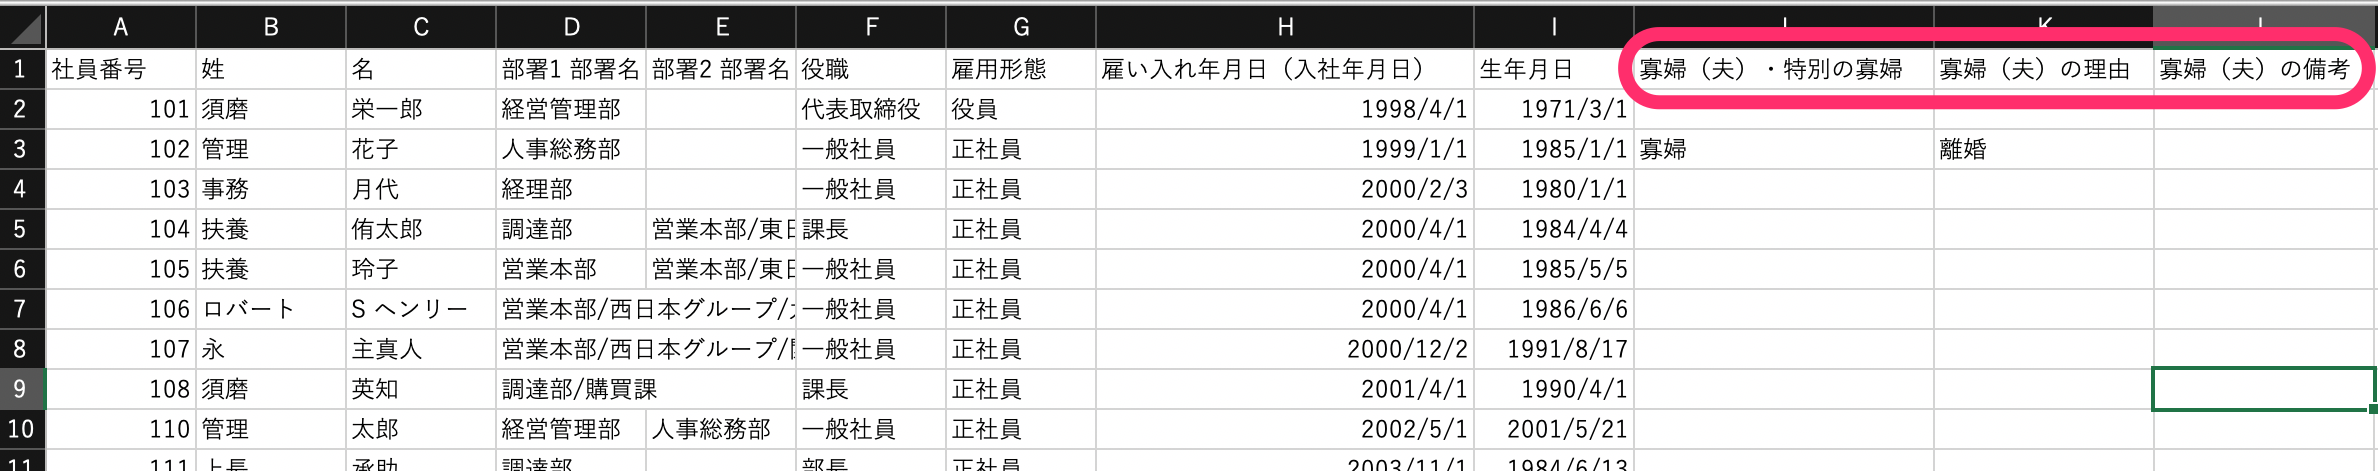 A B C D E F G H I J K L
1 社員番号 姓 名 部署1 部署名 部署2 部署名 役職 雇用形態 雇い入れ年月日（入社年月日） 生年月日 寡婦（夫）・特別の寡婦 寡婦（夫）の理由 寡婦（夫）の備考
2 101 須磨 栄一郎 経営管理部 代表取締役 役員 1998/4/1 1971/3/1
3 102 管理 花子 人事総務部 一般社員 正社員 1999/1/1 1985/1/1 寡婦 離婚
4 103 事務 月代 経理部 一般社員 正社員 2000/2/3 1980/1/1
5 104 扶養 侑太郎 調達部 営業本部/東日 課長 正社員 2000/4/1 1984/4/4
6 105 扶養 玲子 営業本部 営業本部/東日 一般社員 正社員 2000/4/1 1985/5/5
7 106 ロバート S ヘンリー 営業本部/西日本グループ/ 一般社員 正社員 2000/4/1 1986/6/6
8 107 永 主真人 営業本部/西日本グループ/ 一般社員 正社員 2000/12/2 1991/8/17
9 108 須磨 英知 調達部/購買課 課長 正社員 2001/4/1 1990/4/1
10 110 管理 太郎 経営管理部 人事総務部 一般社員 正社員 2002/5/1 2001/5/21
11 111 上長 承助 調達部 部長 正社員 2003/11/1 1984/6/13